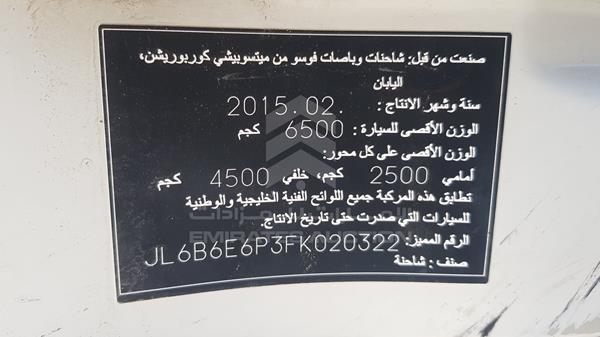 صنعت من قبل: شاحنات وباصات فوسو من ميتسوبيشي كوربوريشن،
اليابان
سنة وشهر الانتاج : 2015.02.
الوزن الأقصى للسيارة : 6500 كجم
الوزن الأقصى على كل محور:
أمامي 2500 كجم، خلفي 4500 كجم
تطابق هذه المركبة جميع اللوائح الفنية الخليجية والوطنية
للسيارات التي صدرت حتى تاريخ الانتاج.
الرقم المميز: JL6B6E6P3FK020322
صنف : شاحنة